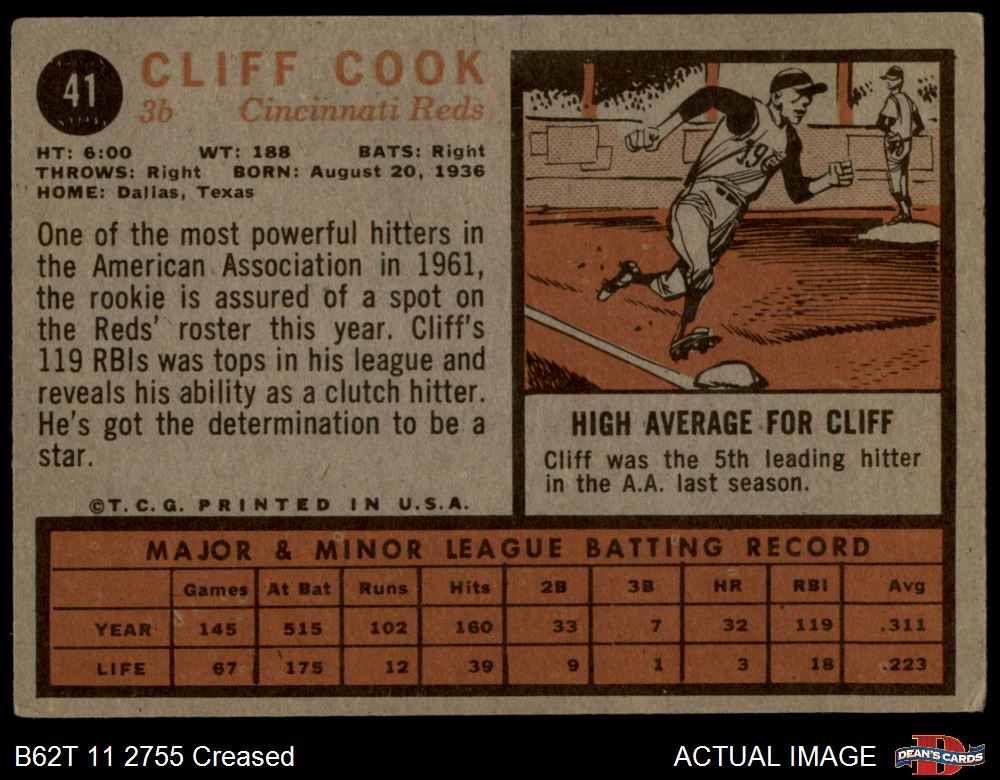 41
CLIFF COOK
3b Cincinnati Reds
HT: 6:00 WT: 188 BATS: Right
THROWS: Right BORN: August 20, 1936
HOME: Dallas, Texas
One of the most powerful hitters in
the American Association in 1961,
the rookie is assured of a spot on
the Reds' roster this year. Cliff's
119 RBIs was tops in his league and
reveals his ability as a clutch hitter.
He's got the determination to be a
star.
©T.C.G. PRINTED IN U.S.A.
19
HIGH AVERAGE FOR CLIFF
Cliff was the 5th leading hitter
in the A.A. last season.
MAJOR & MINOR LEAGUE BATTING RECORD
Games At Bat Runs Hits 2B 3B HR RBI Avg
YEAR 145 515 102 160 33 7 32 119 .311
LIFE 67 175 12 39 9 1 3 18 .223
B62T 11 2755 Creased
ACTUAL IMAGE
DEAN'S CARDS